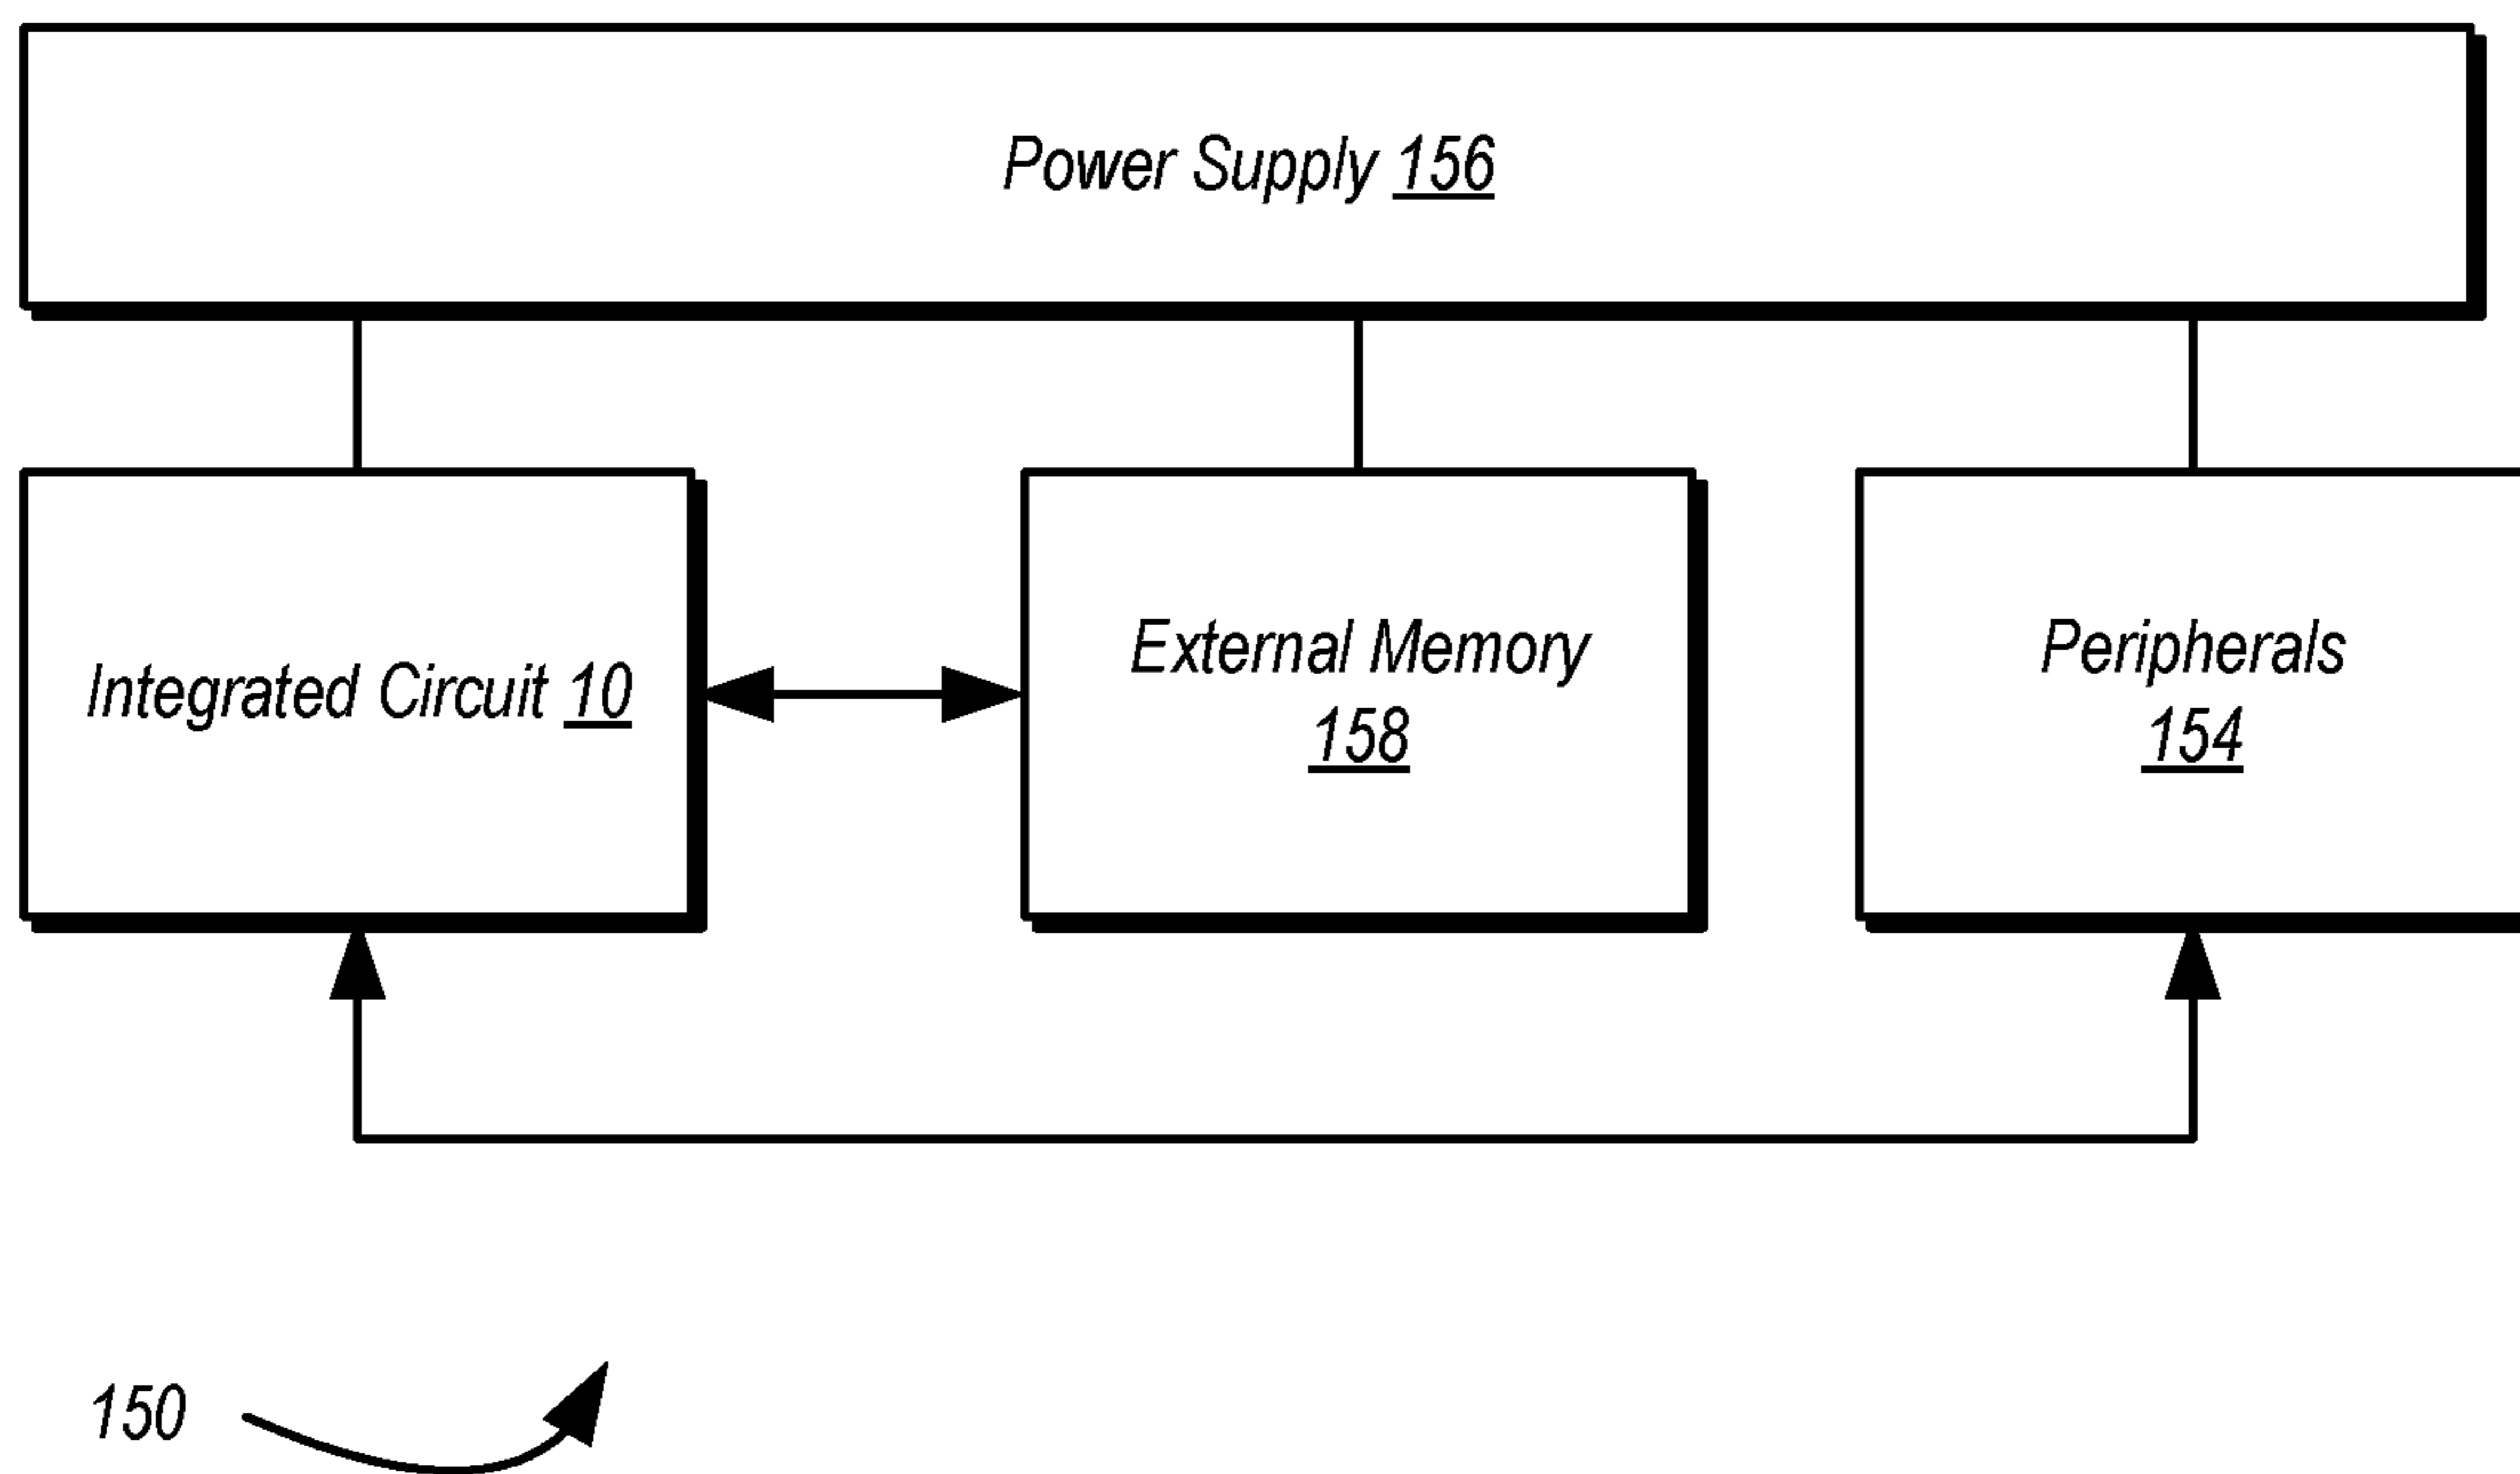 Power Supply 156
Integrated Circuit 10
External Memory
158
Peripherals
154
150